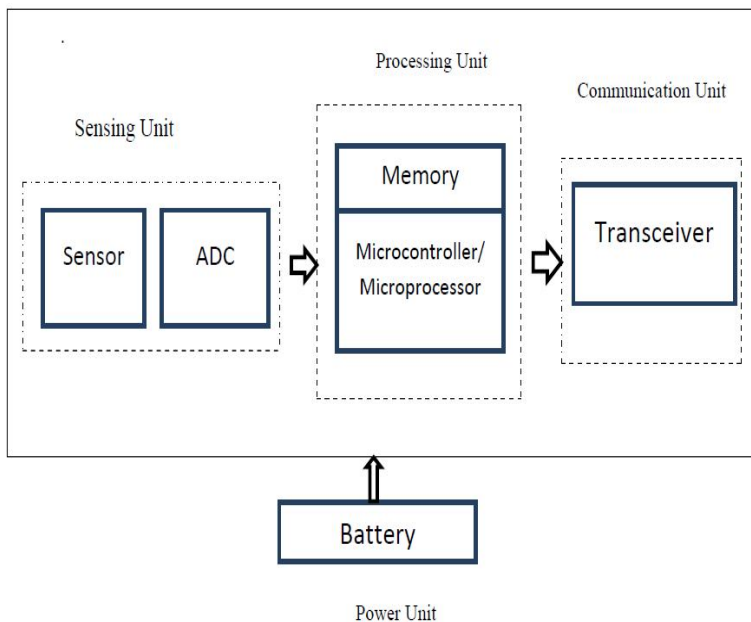 Processing Unit
Communication Unit
Sensing Unit
Memory
Sensor
ADC
Microcontroller/
Microprocessor
Transceiver
Battery
Power Unit